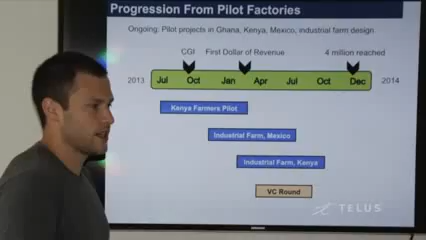 Progression From Pilot Factories
Ongoing: Pilot projects in Ghana, Kenya, Mexico, industrial farm design
CGI First Dollar of Revenue 4 million reached
2013 Jul Oct Jan Apr Jul Oct Dec 2014
Kenya Farmers Pilot
Industrial Farm, Mexico
Industrial Farm, Kenya
VC Round
TELUS